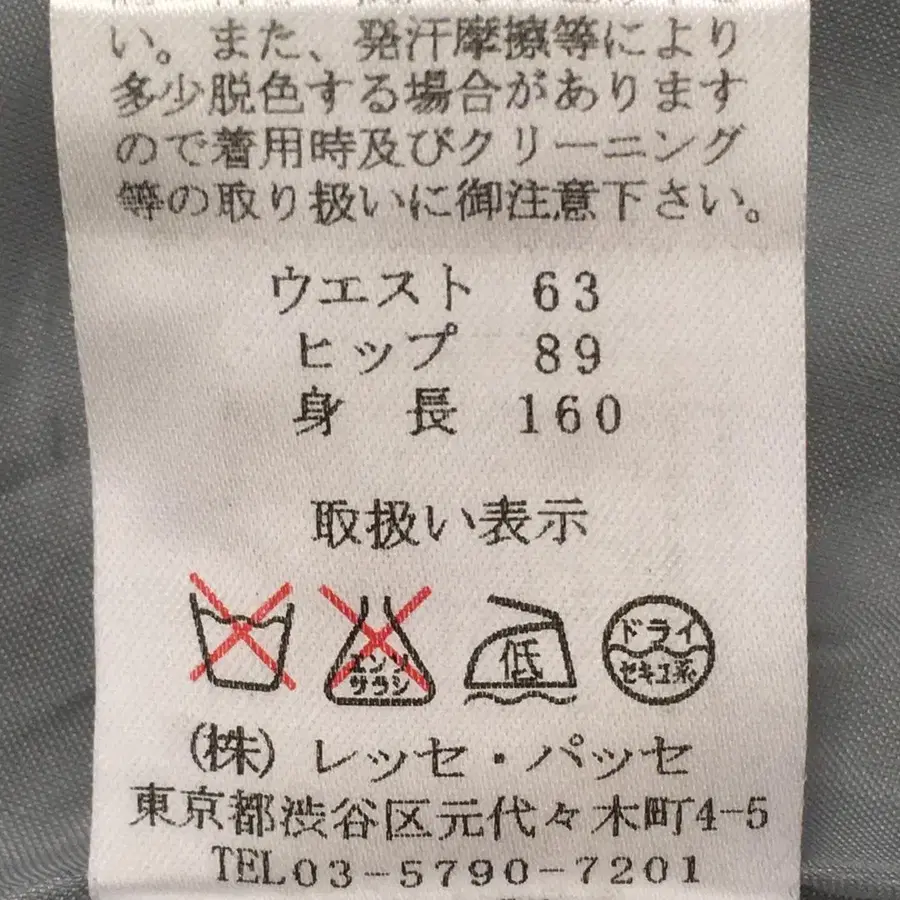 い。また、発汗摩擦等により
多少脱色する場合があります
ので着用時及びクリーニング
等の取り扱いに御注意下さい。
ウエスト 63
ヒップ 89
身 長 160
取扱い表示
エンソ
サラシ
低
ドライ
セキユ系
(株)レッセ・パッセ
東京都渋谷区元代々木町4-5
TEL03-5790-7201